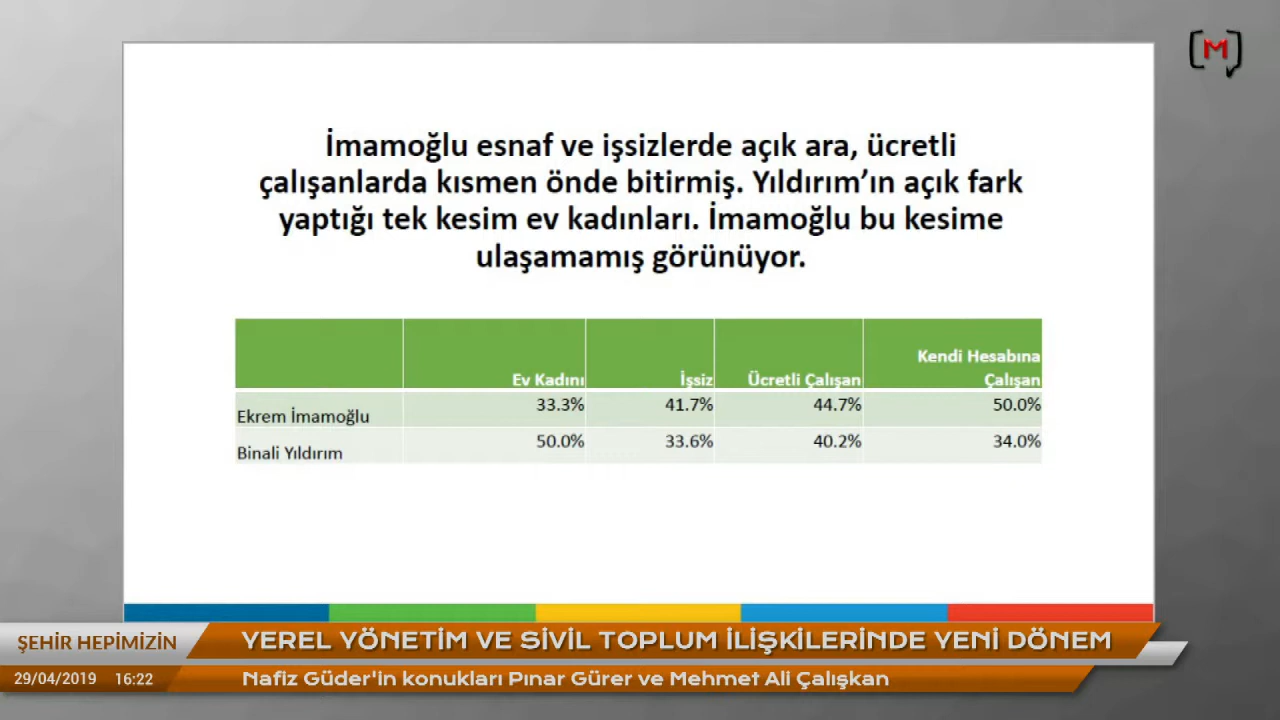 [M]
İmamoğlu esnaf ve işsizlerde açık ara, ücretli
çalışanlarda kısmen önde bitirmiş. Yıldırım’ın açık fark
yaptığı tek kesim ev kadınları. İmamoğlu bu kesime
ulaşamamış görünüyor.
Ev Kadını İşsiz Ücretli Çalışan Kendi Hesabına
Çalışan
Ekrem İmamoğlu 33.3% 41.7% 44.7% 50.0%
Binali Yıldırım 50.0% 33.6% 40.2% 34.0%
ŞEHİR HEPİMİZİN YEREL YÖNETİM VE SİVİL TOPLUM İLİŞKİLERİNDE YENİ DÖNEM
29/04/2019 16:22 Nafiz Güder'in konukları Pınar Gürer ve Mehmet Ali Çalışkan